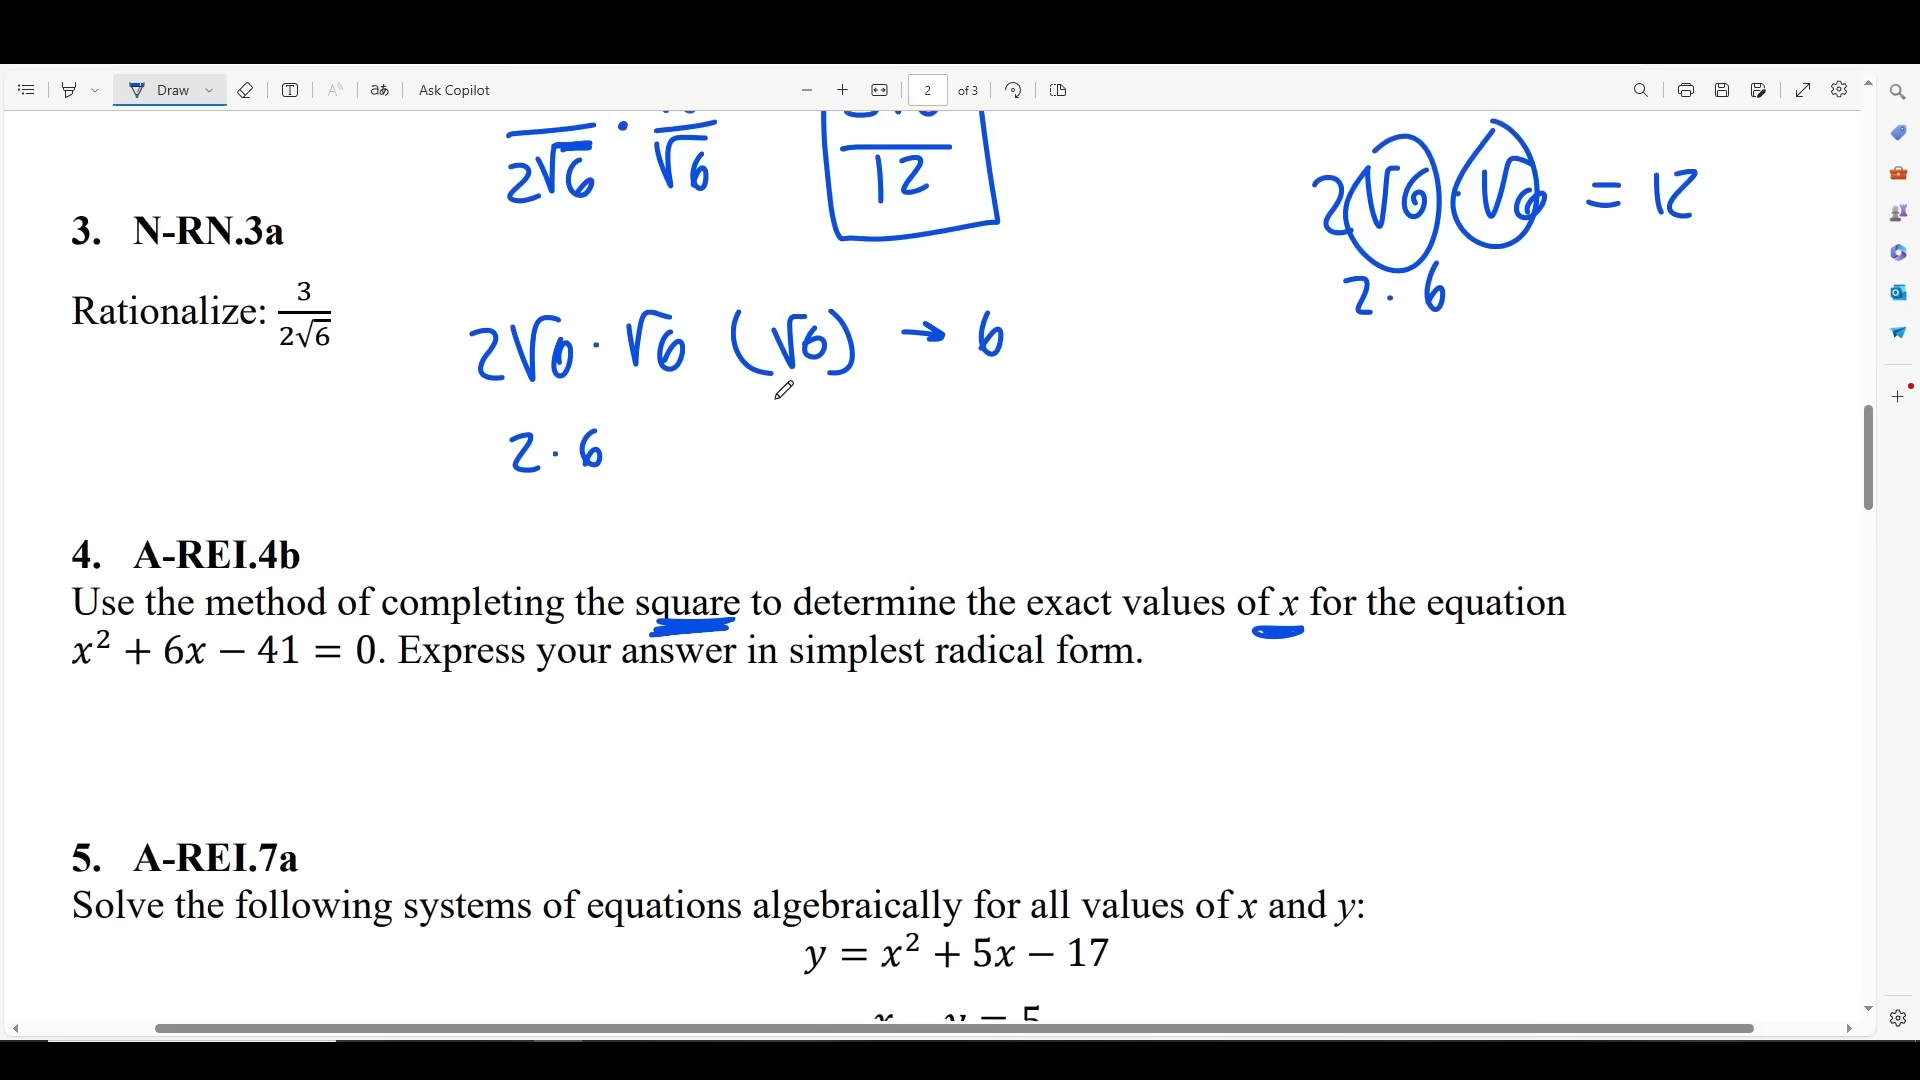 Draw
Ask Copilot
2 of 3
2√6 · √6
12
2√6 · √6 = 12
2 · 6
3. N-RN.3a
Rationalize: 3/2√6
2√6 · √6 (√6) → 6
2 · 6
4. A-REI.4b
Use the method of completing the square to determine the exact values of x for the equation
x² + 6x − 41 = 0. Express your answer in simplest radical form.
5. A-REI.7a
Solve the following systems of equations algebraically for all values of x and y:
y = x² + 5x − 17